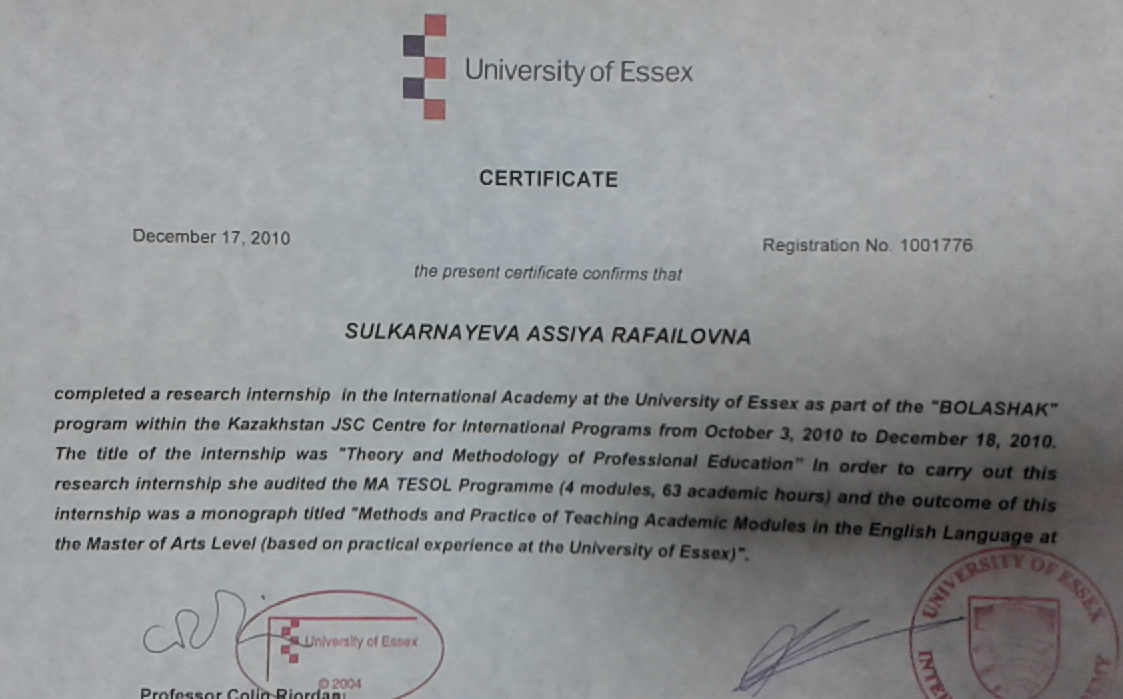 University of Essex
CERTIFICATE
December 17, 2010
Registration No. 1001776
the present certificate confirms that
SULKARNAYEVA ASSIYA RAFAILOVNA
completed a research internship in the International Academy at the University of Essex as part of the "BOLASHAK"
program within the Kazakhstan JSC Centre for International Programs from October 3, 2010 to December 18, 2010.
The title of the internship was "Theory and Methodology of Professional Education" In order to carry out this
research internship she audited the MA TESOL Programme (4 modules, 63 academic hours) and the outcome of this
internship was a monograph titled "Methods and Practice of Teaching Academic Modules in the English Language at
the Master of Arts Level (based on practical experience at the University of Essex)".
UNIVERSITY OF ESSEX
University of Essex
© 2004
Professor Colin Riordan